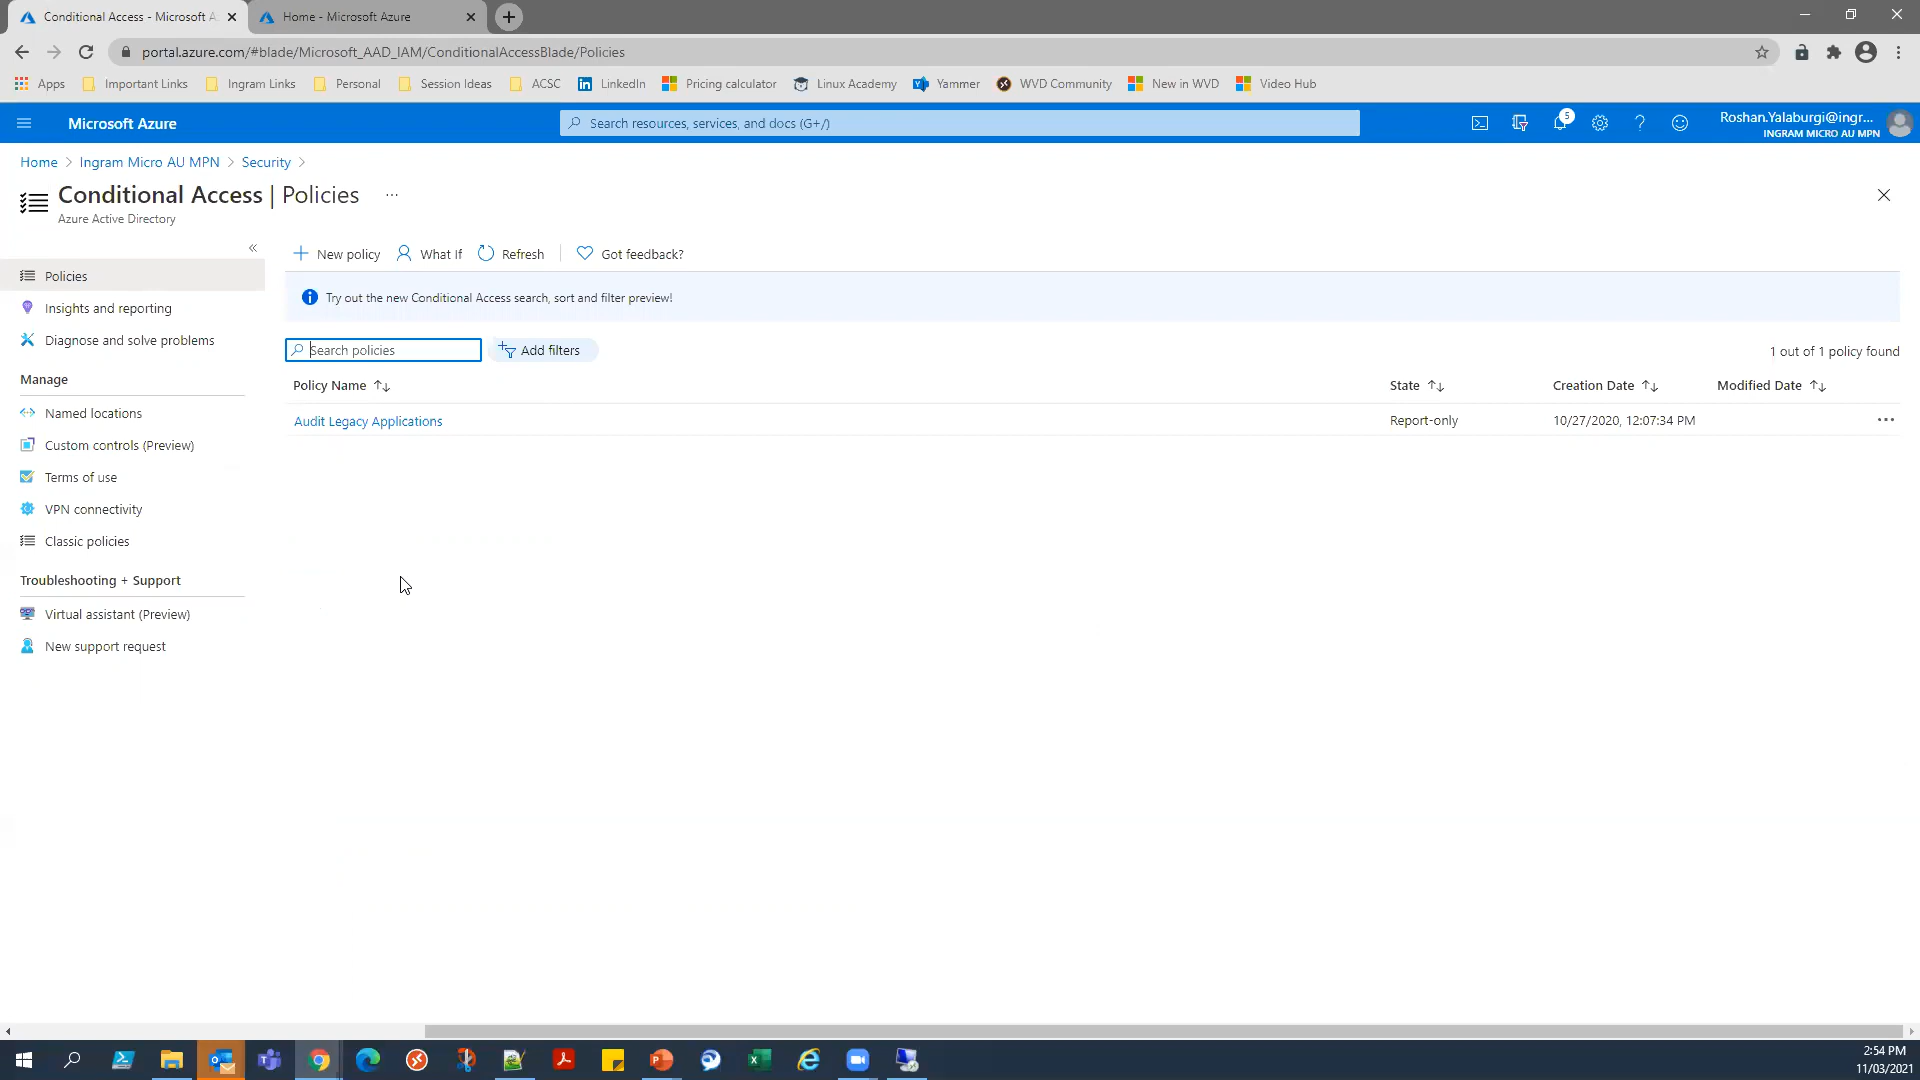 Conditional Access - Microsoft A
Home - Microsoft Azure
portal.azure.com/#blade/Microsoft_AAD_IAM/ConditionalAccessBlade/Policies
Apps
Important Links
Ingram Links
Personal
Session Ideas
ACSC
LinkedIn
Pricing calculator
Linux Academy
Yammer
WVD Community
New in WVD
Video Hub
Microsoft Azure
Search resources, services, and docs (G+/)
5
Roshan.Yalaburgi@ingr...
INGRAM MICRO AU MPN
Home > Ingram Micro AU MPN > Security >
Conditional Access | Policies ...
Azure Active Directory
«
Policies
Insights and reporting
Diagnose and solve problems
Manage
Named locations
Custom controls (Preview)
Terms of use
VPN connectivity
Classic policies
Troubleshooting + Support
Virtual assistant (Preview)
New support request
New policy
What If
Refresh
Got feedback?
Try out the new Conditional Access search, sort and filter preview!
Search policies
Add filters
1 out of 1 policy found
Policy Name
State
Creation Date
Modified Date
Audit Legacy Applications
Report-only
10/27/2020, 12:07:34 PM
...
2:54 PM
11/03/2021